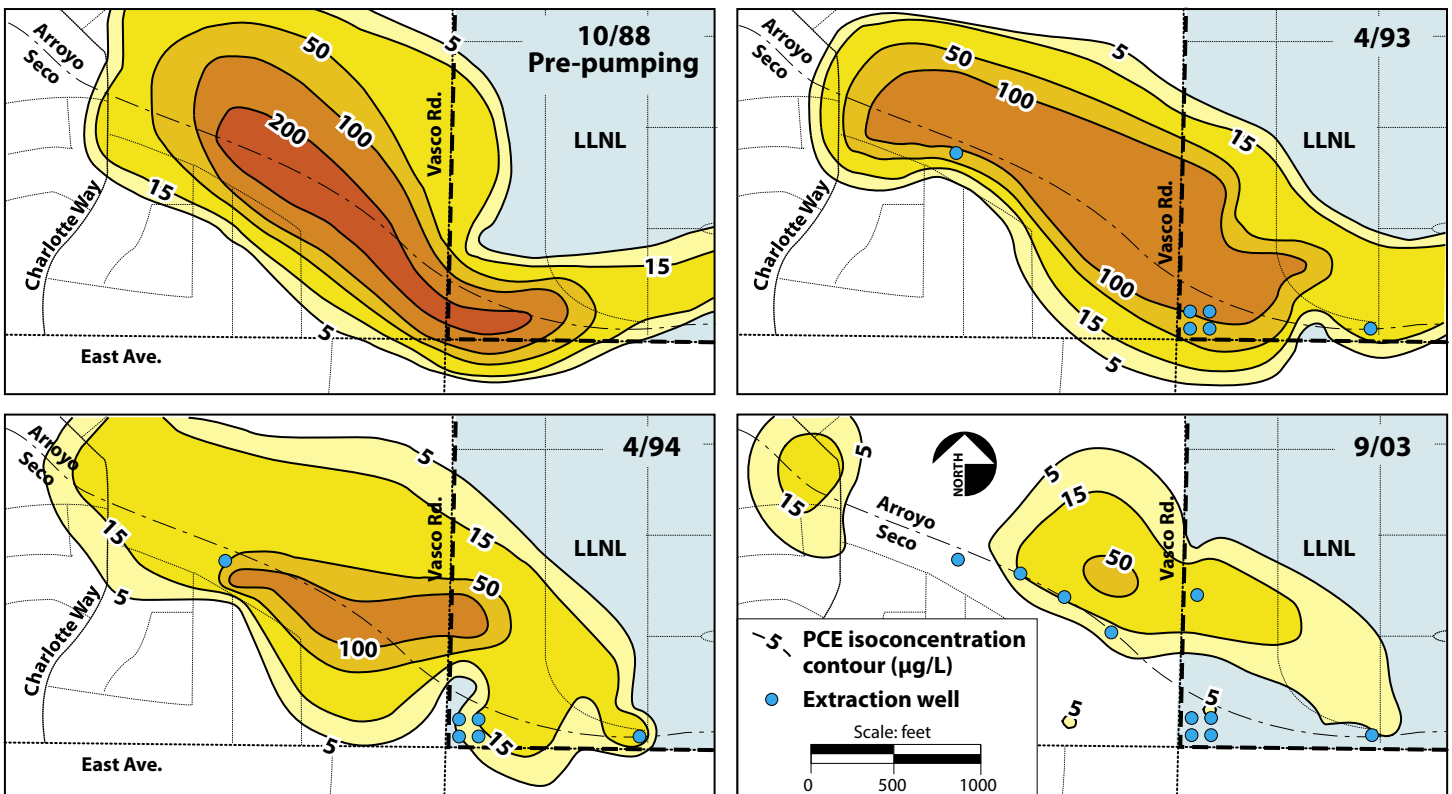 10/88
Pre-pumping
Arroyo
Seco
50
5
200
100
Vasco Rd.
LLNL
15
15
Charlotte Way
5
East Ave.
4/93
Arroyo
Seco
5
50
100
15
LLNL
Charlotte Way
Vasco Rd.
100
15
5
4/94
Arroyo
Seco
5
Vasco Rd.
15
15
LLNL
50
5
Charlotte Way
100
5
15
East Ave.
9/03
5
NORTH
5
15
15
Arroyo
Seco
Vasco Rd.
LLNL
50
5
5
5 PCE isoconcentration
contour (µg/L)
Extraction well
Scale: feet
0 500 1000